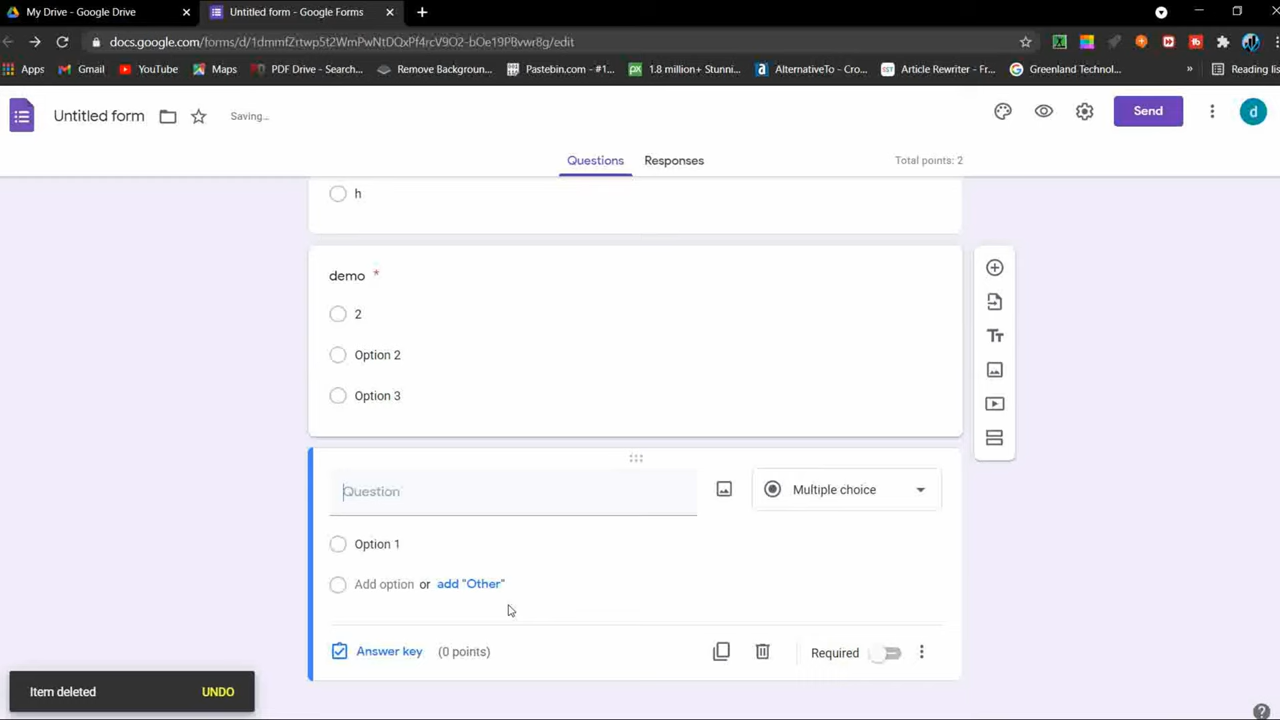 My Drive - Google Drive
Untitled form - Google Forms
docs.google.com/forms/d/1dmmfZrtwp5t2WmPwNtDQxPf4rcV9O2-bOe19PBvwr8g/edit
Apps
Gmail
YouTube
Maps
PDF Drive - Search...
Remove Backgroun...
Pastebin.com - #1...
1.8 million+ Stunni...
AlternativeTo - Cro...
Article Rewriter - Fr...
Greenland Technol...
»
Reading list
Untitled form
Saving...
Send
d
Questions
Responses
Total points: 2
h
demo *
2
Option 2
Option 3
Question
Multiple choice
Option 1
Add option or add "Other"
Answer key (0 points)
Required
Item deleted
UNDO